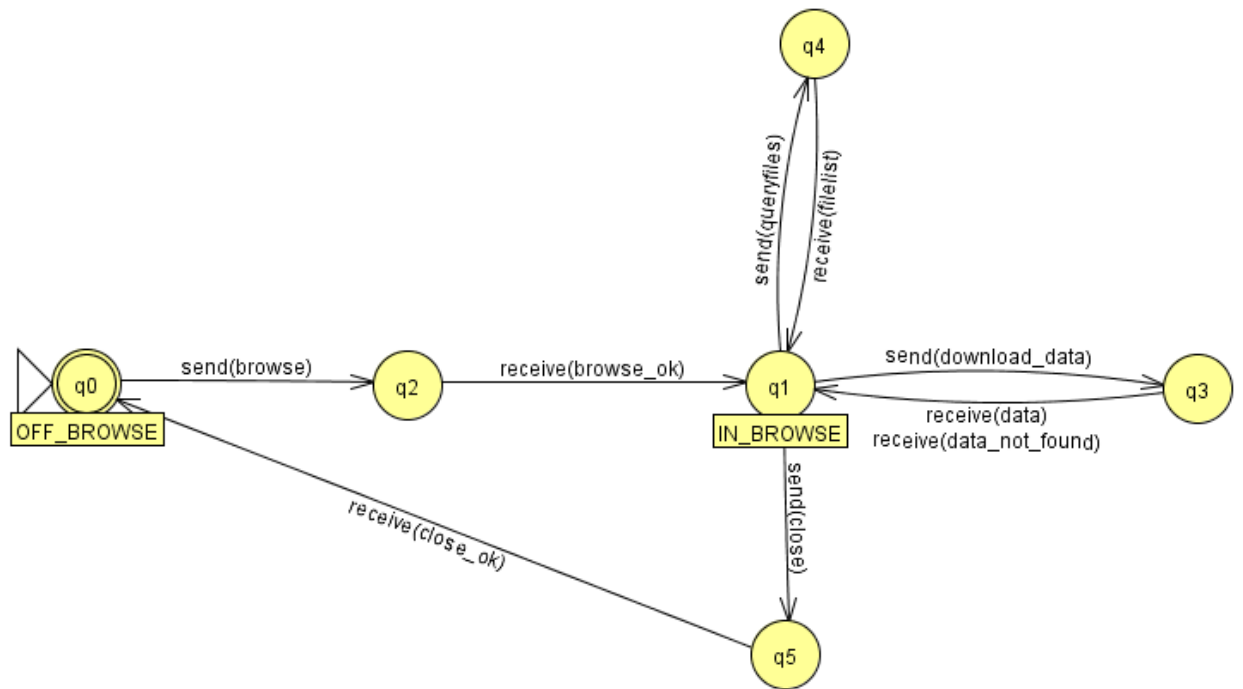 q4
send(queryfiles)
receive(filelist)
q0
OFF_BROWSE
send(browse)
q2
receive(browse_ok)
q1
IN_BROWSE
send(download_data)
q3
receive(data)
receive(data_not_found)
send(close)
receive(close_ok)
q5